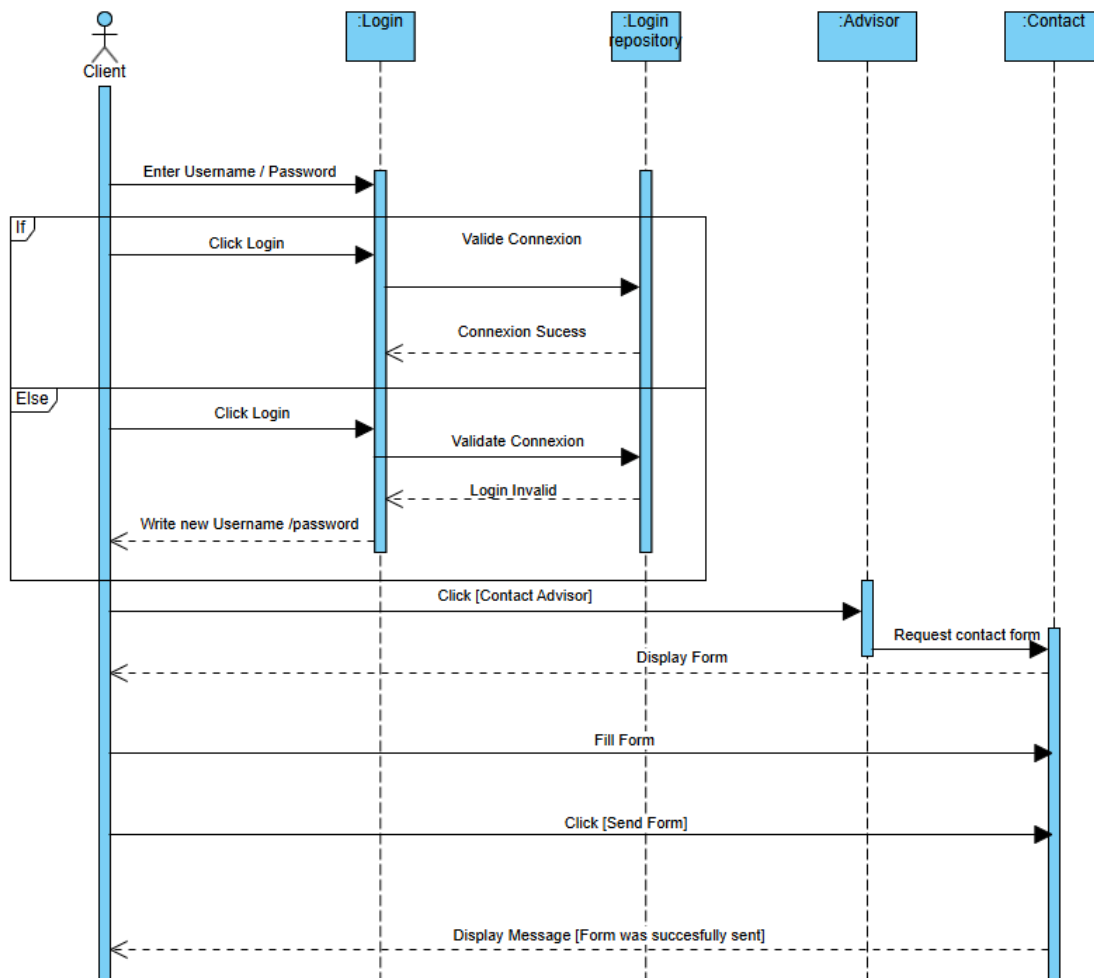 :Login
:Login
repository
:Advisor
:Contact
Client
Enter Username / Password
If
Click Login
Valide Connexion
Connexion Sucess
Else
Click Login
Validate Connexion
Login Invalid
Write new Username /password
Click [Contact Advisor]
Request contact form
Display Form
Fill Form
Click [Send Form]
Display Message [Form was succesfully sent]